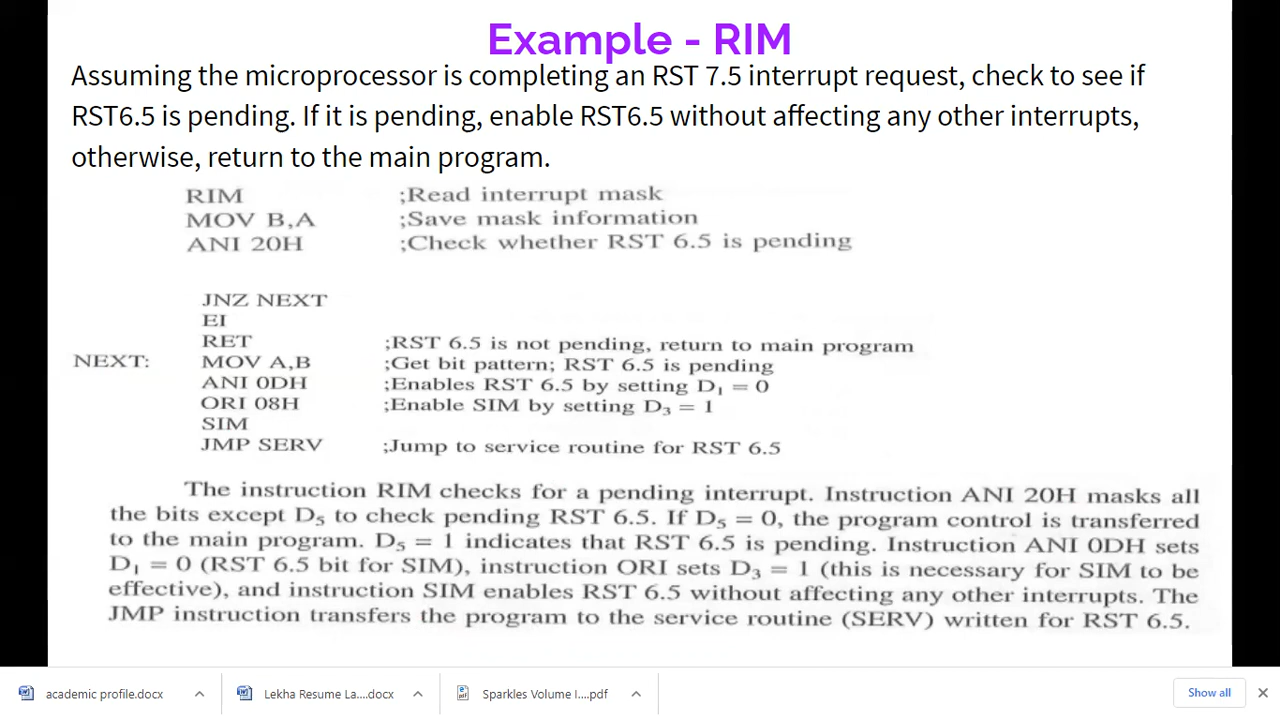 Example - RIM
Assuming the microprocessor is completing an RST 7.5 interrupt request, check to see if
RST6.5 is pending. If it is pending, enable RST6.5 without affecting any other interrupts,
otherwise, return to the main program.
RIM ;Read interrupt mask
MOV B,A ;Save mask information
ANI 20H ;Check whether RST 6.5 is pending
JNZ NEXT
EI
RET ;RST 6.5 is not pending, return to main program
NEXT: MOV A,B ;Get bit pattern; RST 6.5 is pending
ANI 0DH ;Enables RST 6.5 by setting D₁ = 0
ORI 08H ;Enable SIM by setting D₃ = 1
SIM
JMP SERV ;Jump to service routine for RST 6.5
The instruction RIM checks for a pending interrupt. Instruction ANI 20H masks all
the bits except D₅ to check pending RST 6.5. If D₅ = 0, the program control is transferred
to the main program. D₅ = 1 indicates that RST 6.5 is pending. Instruction ANI 0DH sets
D₁ = 0 (RST 6.5 bit for SIM), instruction ORI sets D₃ = 1 (this is necessary for SIM to be
effective), and instruction SIM enables RST 6.5 without affecting any other interrupts. The
JMP instruction transfers the program to the service routine (SERV) written for RST 6.5.
academic profile.docx Lekha Resume La....docx Sparkles Volume I....pdf Show all